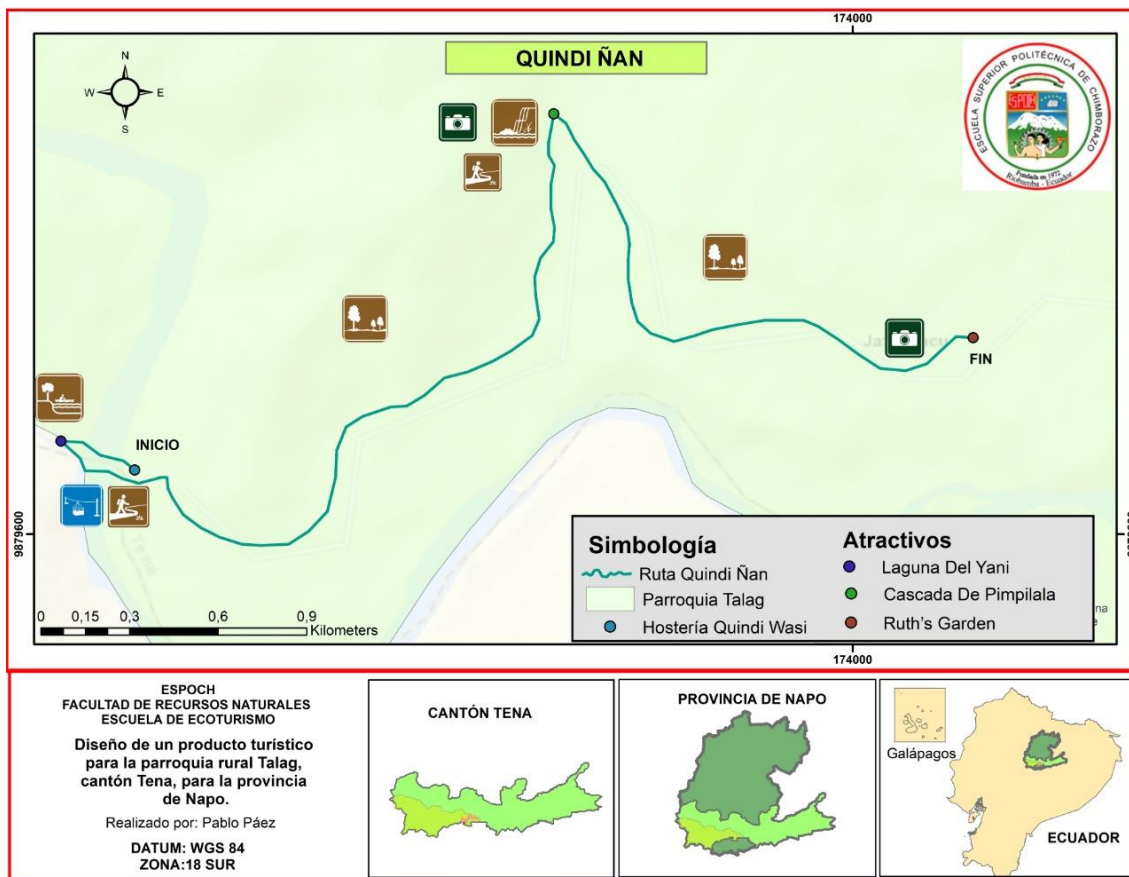 174000
QUINDI ÑAN
N
W E
S
ESCUELA SUPERIOR POLITÉCNICA DE CHIMBORAZO
ESPOCH
Fundada en 1972
Riobamba - Ecuador
INICIO
FIN
Tena
9879600
0 0,15 0,3 0,9
Kilometers
Simbología
Ruta Quindi Ñan
Parroquia Talag
Hostería Quindi Wasi
Atractivos
Laguna Del Yani
Cascada De Pimpilala
Ruth's Garden
174000
ESPOCH
FACULTAD DE RECURSOS NATURALES
ESCUELA DE ECOTURISMO
Diseño de un producto turístico
para la parroquia rural Talag,
cantón Tena, para la provincia
de Napo.
Realizado por: Pablo Páez
DATUM: WGS 84
ZONA:18 SUR
CANTÓN TENA
PROVINCIA DE NAPO
Galápagos
ECUADOR